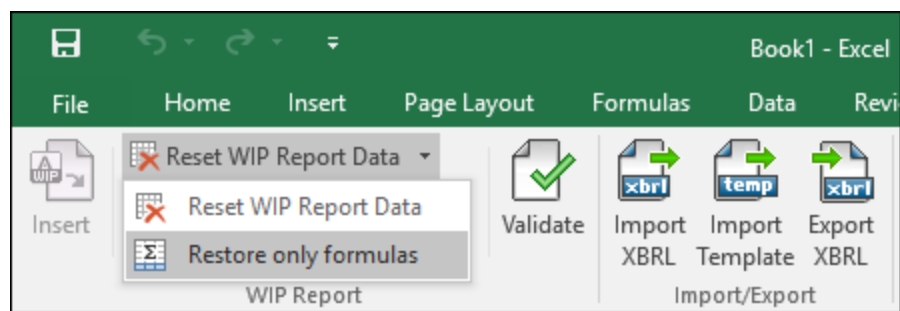 Book1 - Excel
File Home Insert Page Layout Formulas Data Revi
Reset WIP Report Data
WIP
Insert
Reset WIP Report Data
Restore only formulas
WIP Report
Validate
xbrl
Import
XBRL
temp
Import
Template
xbrl
Export
XBRL
Import/Export